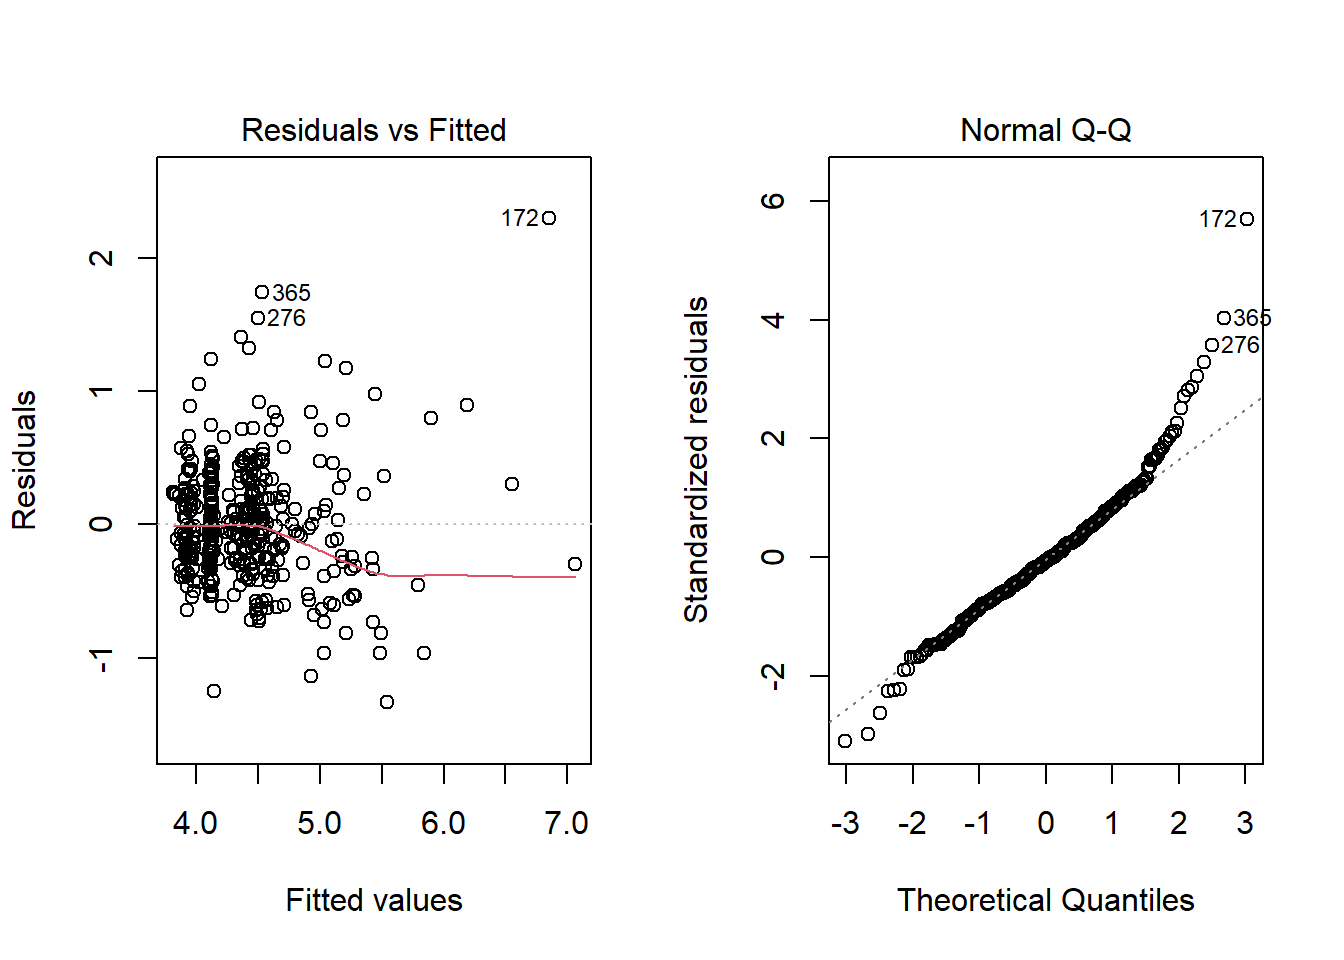 Residuals vs Fitted
Residuals
2
1
0
-1
172
365
276
4.0 5.0 6.0 7.0
Fitted values
Normal Q-Q
Standardized residuals
6
4
2
0
-2
172
365
276
-3 -2 -1 0 1 2 3
Theoretical Quantiles